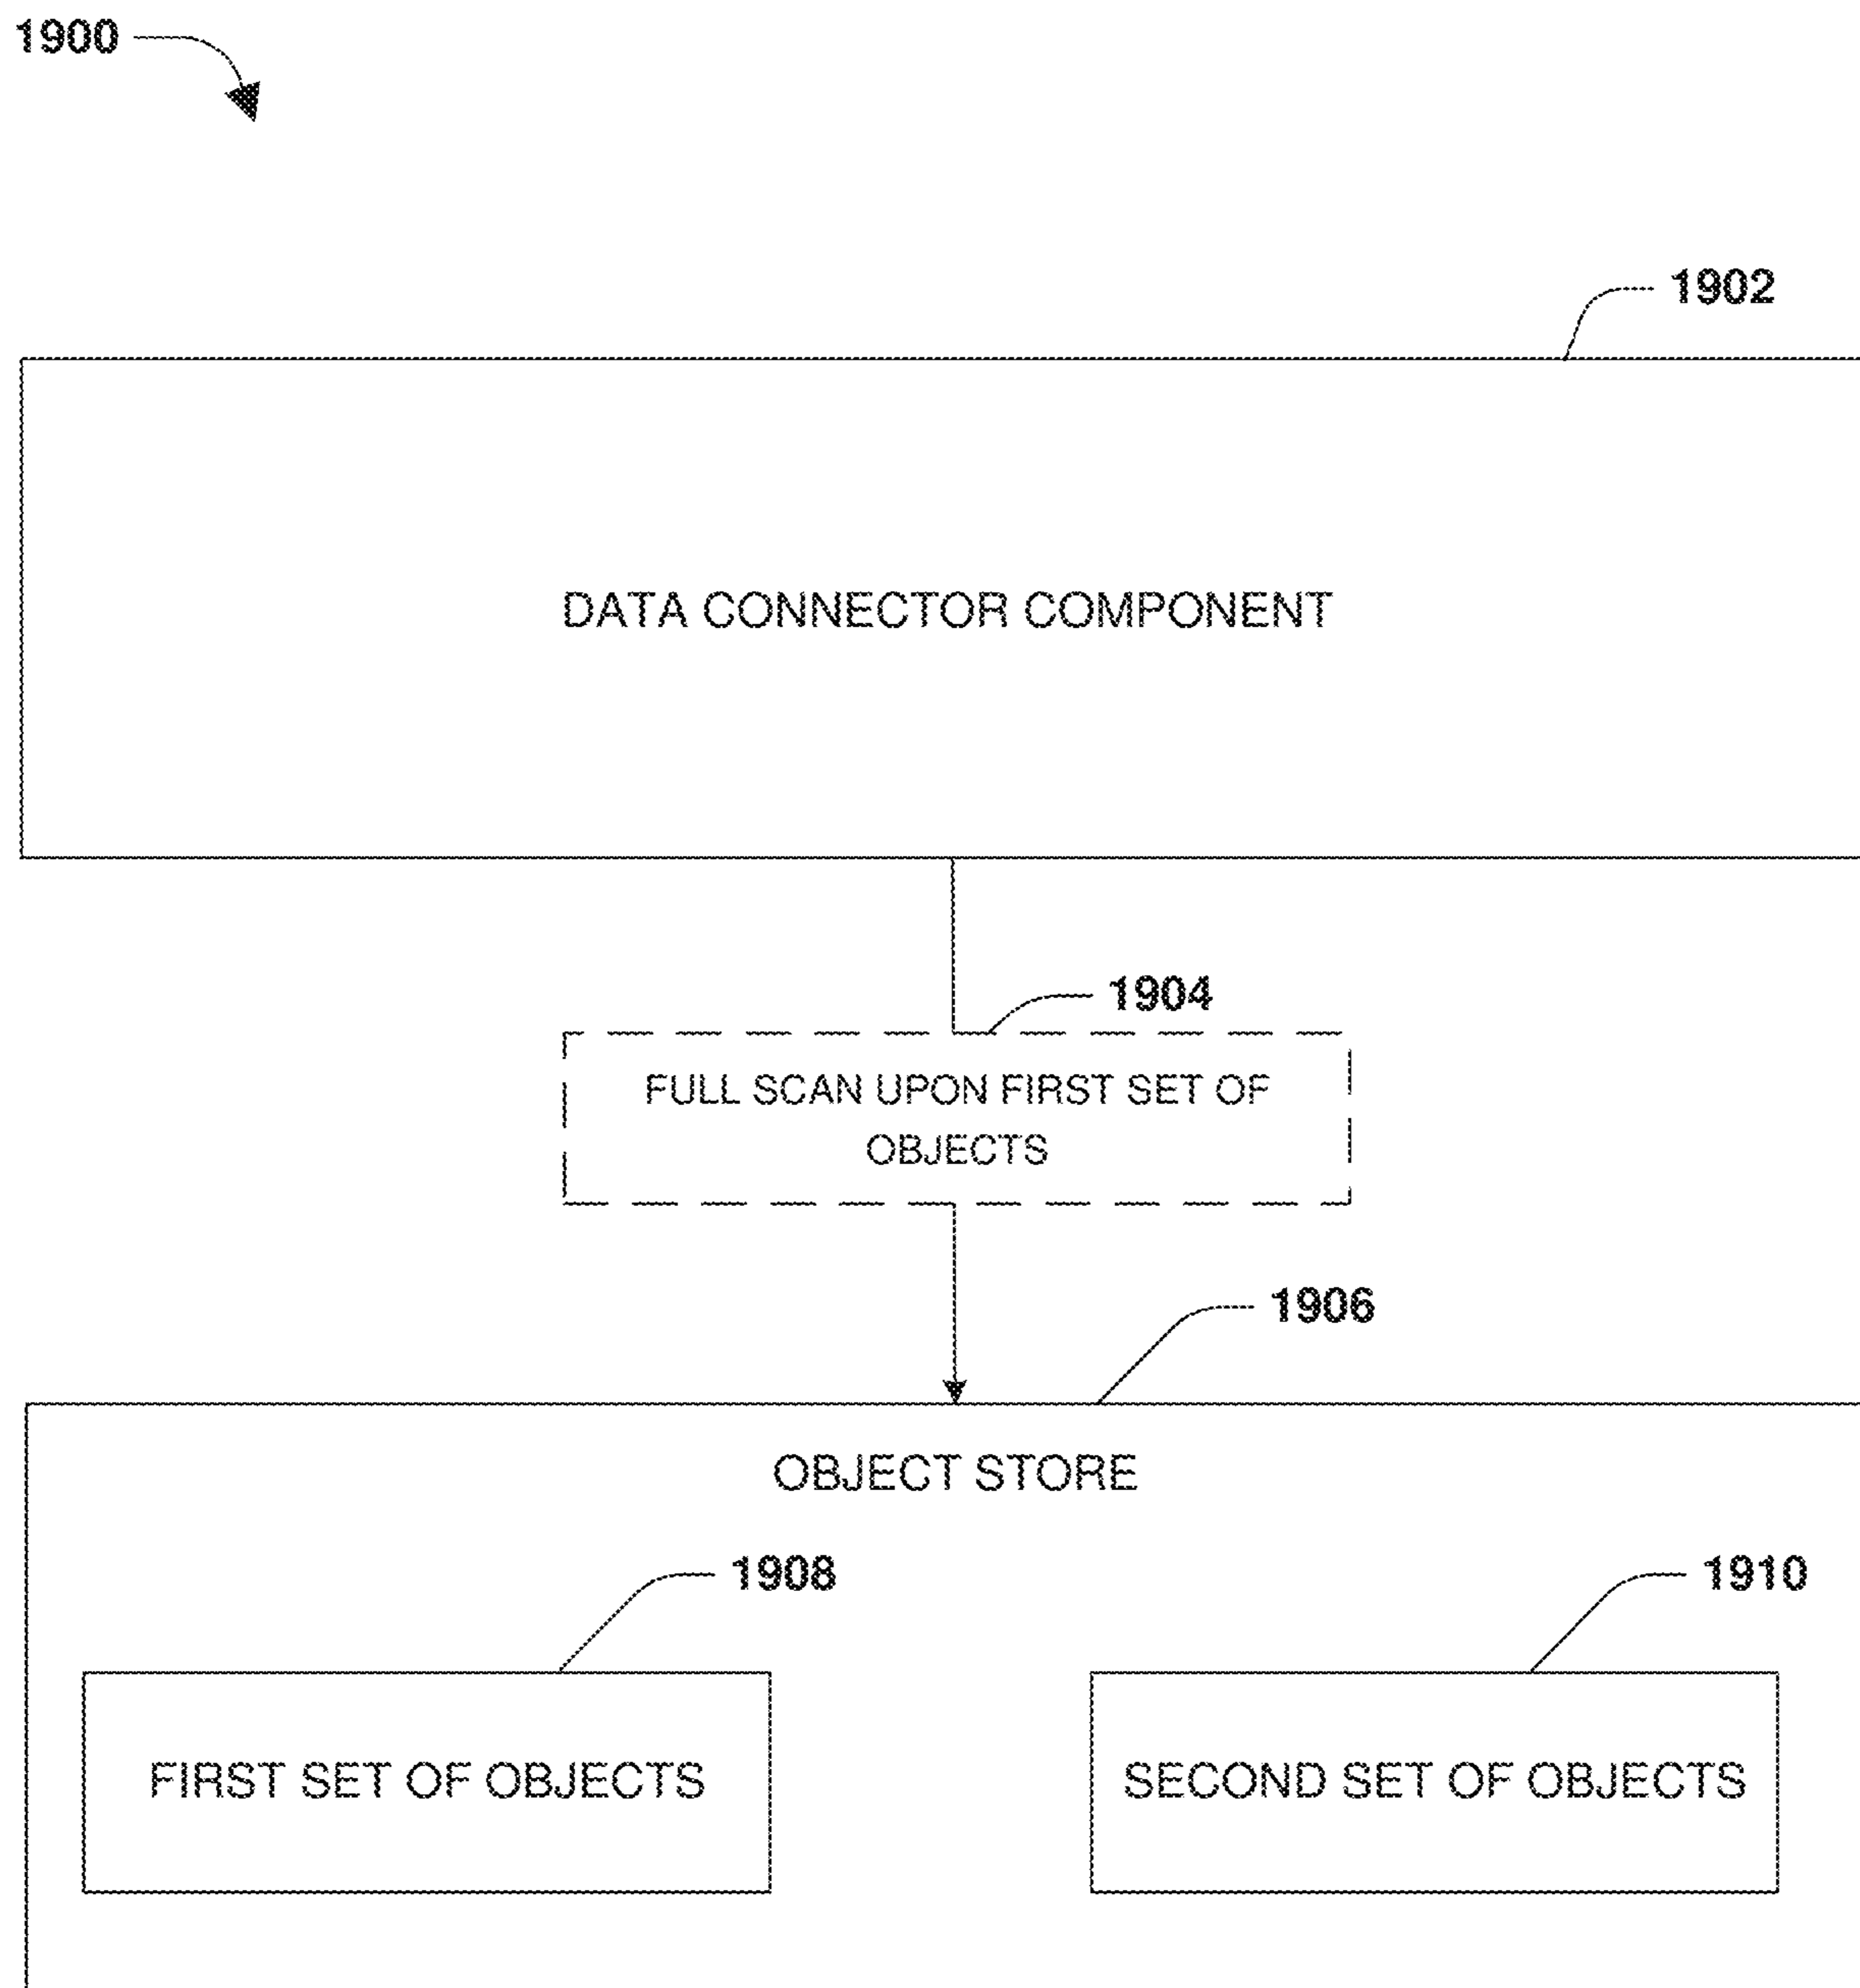 1900
1902
DATA CONNECTOR COMPONENT
1904
FULL SCAN UPON FIRST SET OF
OBJECTS
1906
OBJECT STORE
1908
1910
FIRST SET OF OBJECTS
SECOND SET OF OBJECTS